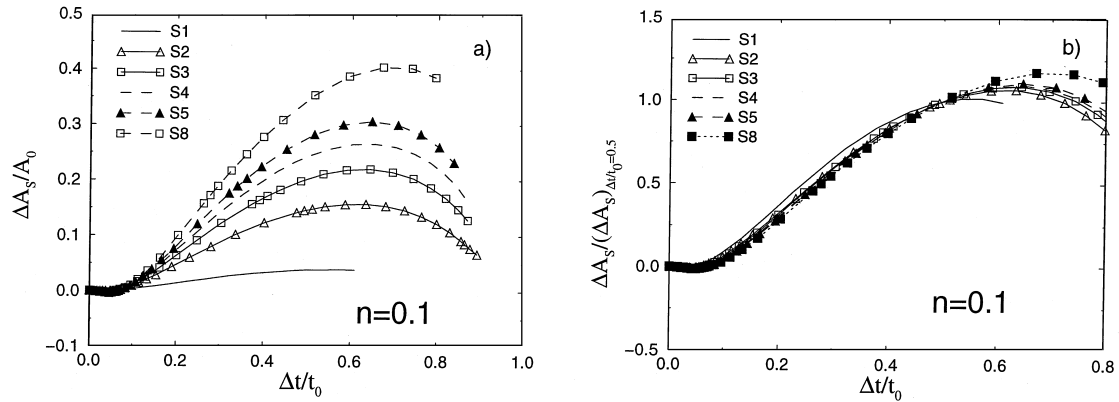 a)
S1
S2
S3
S4
S5
S8
0.5
0.4
0.3
0.2
0.1
0.0
−0.1
ΔA_S/A_0
n=0.1
0.0 0.2 0.4 0.6 0.8 1.0
Δt/t_0
b)
S1
S2
S3
S4
S5
S8
1.5
1.0
0.5
0.0
−0.5
ΔA_S/(ΔA_S)_{Δt/t_0=0.5}
n=0.1
0.0 0.2 0.4 0.6 0.8
Δt/t_0